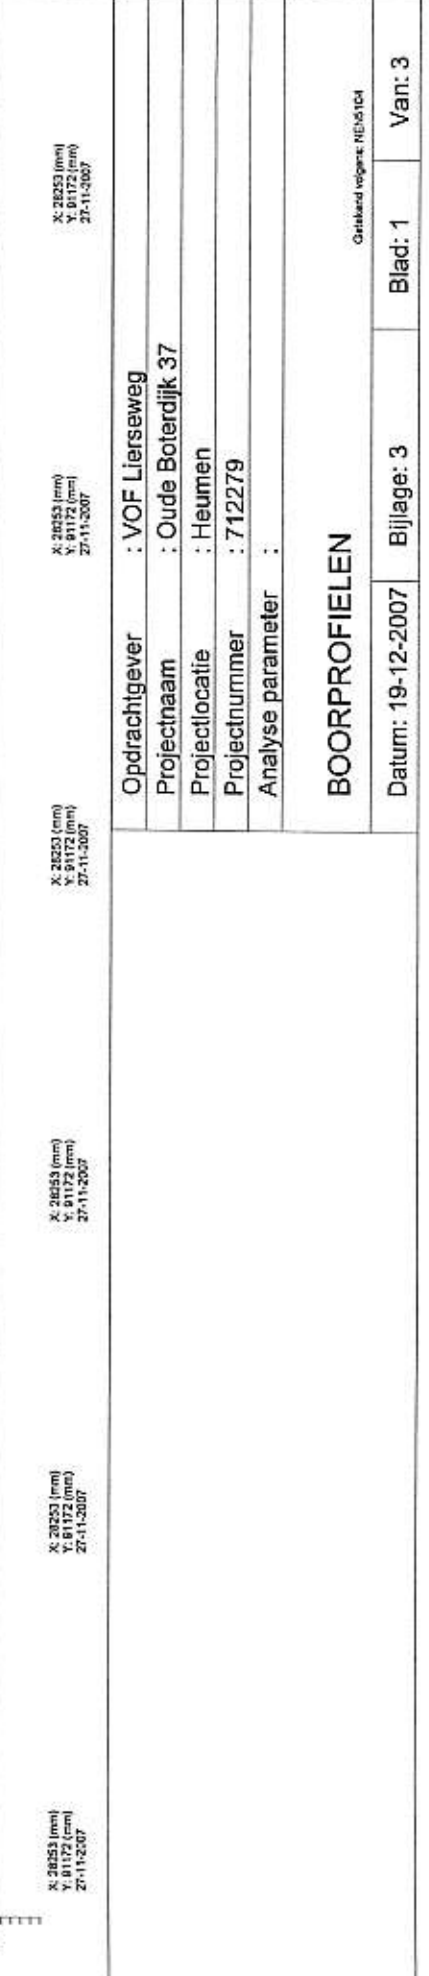 X: 28253 (mm)
Y: 91172 (mm)
27-11-2007
X: 28253 (mm)
Y: 91172 (mm)
27-11-2007
X: 28253 (mm)
Y: 91172 (mm)
27-11-2007
X: 28253 (mm)
Y: 91172 (mm)
27-11-2007
X: 28253 (mm)
Y: 91172 (mm)
27-11-2007
X: 28253 (mm)
Y: 91172 (mm)
27-11-2007
Opdrachtgever : VOF Lierseweg
Projectnaam : Oude Boterdijk 37
Projectlocatie : Heumen
Projectnummer : 712279
Analyse parameter :
BOORPROFIELEN
Getekend volgens: NEN5104
Datum: 19-12-2007 Bijlage: 3 Blad: 1 Van: 3